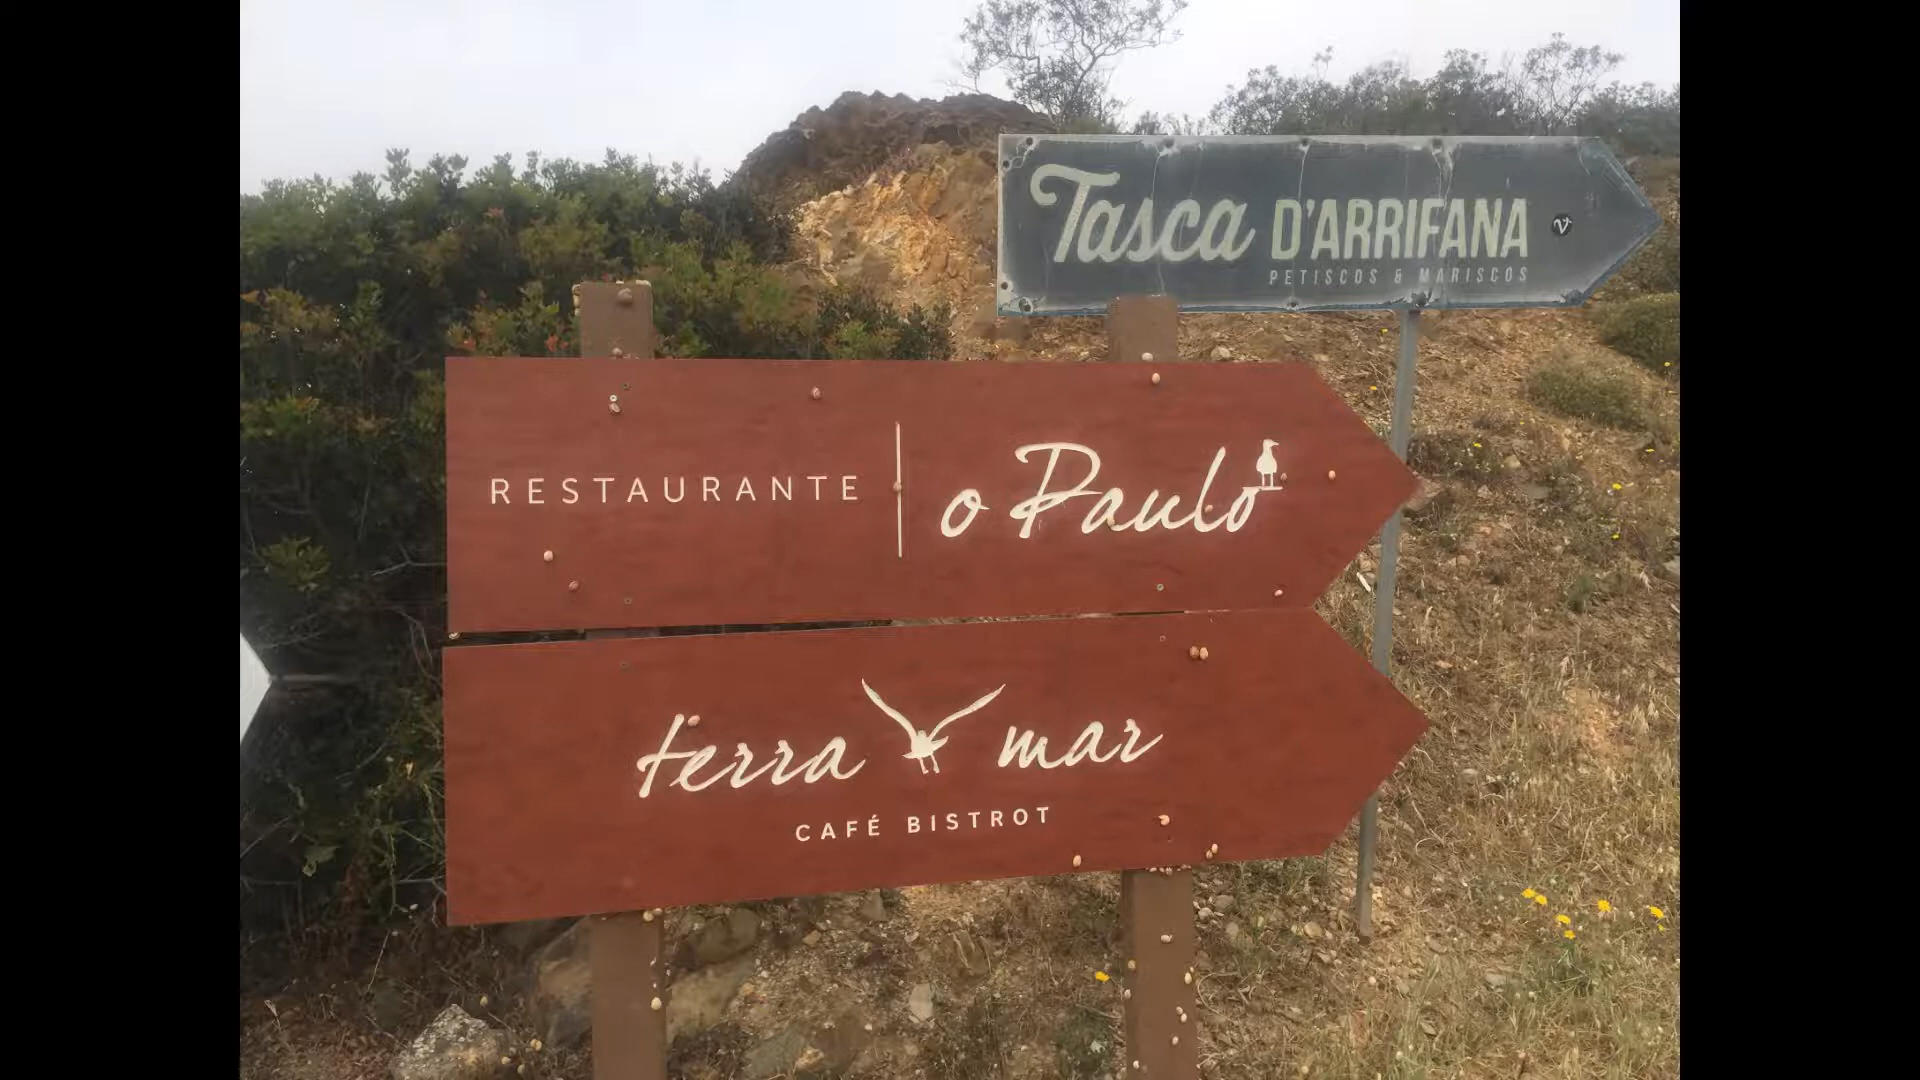 Tasca D'ARRIFANA
PETISCOS & MARISCOS
RESTAURANTE | o Paulo
terra mar
CAFÉ BISTROT